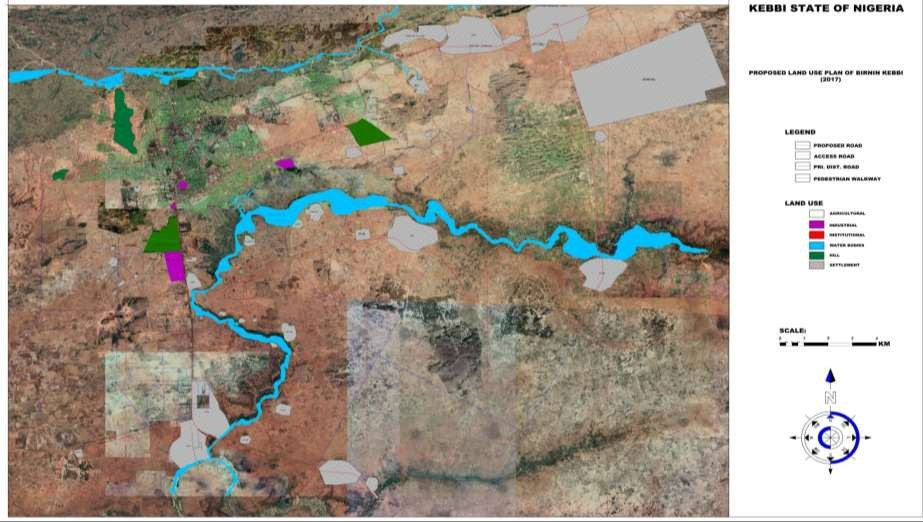 KEBBI STATE OF NIGERIA
PROPOSED LAND USE PLAN OF BIRNIN KEBBI
(2017)
LEGEND
PROPOSED ROAD
ACCESS ROAD
PRI. DIST. ROAD
PEDESTRIAN WALKWAY
LAND USE
AGRICULTURAL
INDUSTRIAL
INSTITUTIONAL
WATER BODIES
HILL
SETTLEMENT
SCALE:
KM
N